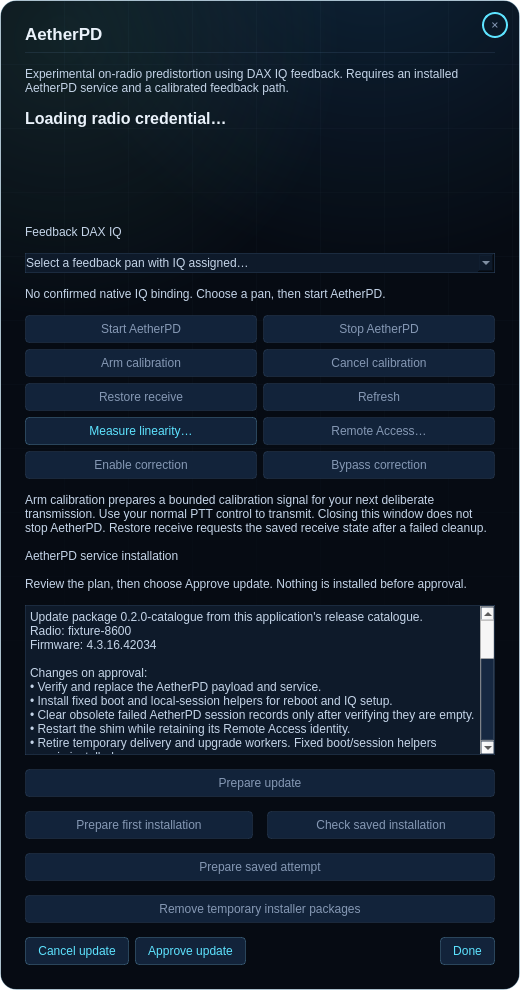 AetherPD
×
Experimental on-radio predistortion using DAX IQ feedback. Requires an installed
AetherPD service and a calibrated feedback path.
Loading radio credential…
Feedback DAX IQ
Select a feedback pan with IQ assigned…
No confirmed native IQ binding. Choose a pan, then start AetherPD.
Start AetherPD
Stop AetherPD
Arm calibration
Cancel calibration
Restore receive
Refresh
Measure linearity…
Remote Access…
Enable correction
Bypass correction
Arm calibration prepares a bounded calibration signal for your next deliberate
transmission. Use your normal PTT control to transmit. Closing this window does not
stop AetherPD. Restore receive requests the saved receive state after a failed cleanup.
AetherPD service installation
Review the plan, then choose Approve update. Nothing is installed before approval.
Update package 0.2.0-catalogue from this application's release catalogue.
Radio: fixture-8600
Firmware: 4.3.16.42034
Changes on approval:
• Verify and replace the AetherPD payload and service.
• Install fixed boot and local-session helpers for reboot and IQ setup.
• Clear obsolete failed AetherPD session records only after verifying they are empty.
• Restart the shim while retaining its Remote Access identity.
• Retire temporary delivery and upgrade workers. Fixed boot/session helpers
Prepare update
Prepare first installation
Check saved installation
Prepare saved attempt
Remove temporary installer packages
Cancel update
Approve update
Done